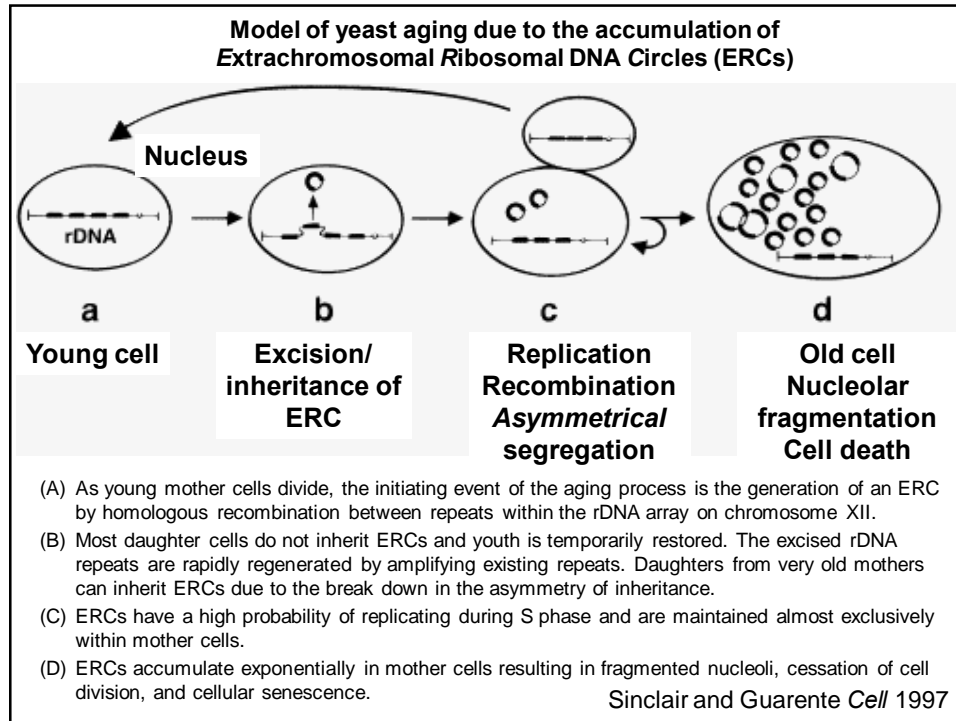 Model of yeast aging due to the accumulation of
Extrachromosomal Ribosomal DNA Circles (ERCs)
Nucleus
rDNA
a
b
c
d
Young cell
Excision/
inheritance of
ERC
Replication
Recombination
Asymmetrical
segregation
Old cell
Nucleolar
fragmentation
Cell death
(A) As young mother cells divide, the initiating event of the aging process is the generation of an ERC
by homologous recombination between repeats within the rDNA array on chromosome XII.
(B) Most daughter cells do not inherit ERCs and youth is temporarily restored. The excised rDNA
repeats are rapidly regenerated by amplifying existing repeats. Daughters from very old mothers
can inherit ERCs due to the break down in the asymmetry of inheritance.
(C) ERCs have a high probability of replicating during S phase and are maintained almost exclusively
within mother cells.
(D) ERCs accumulate exponentially in mother cells resulting in fragmented nucleoli, cessation of cell
division, and cellular senescence.
Sinclair and Guarente Cell 1997